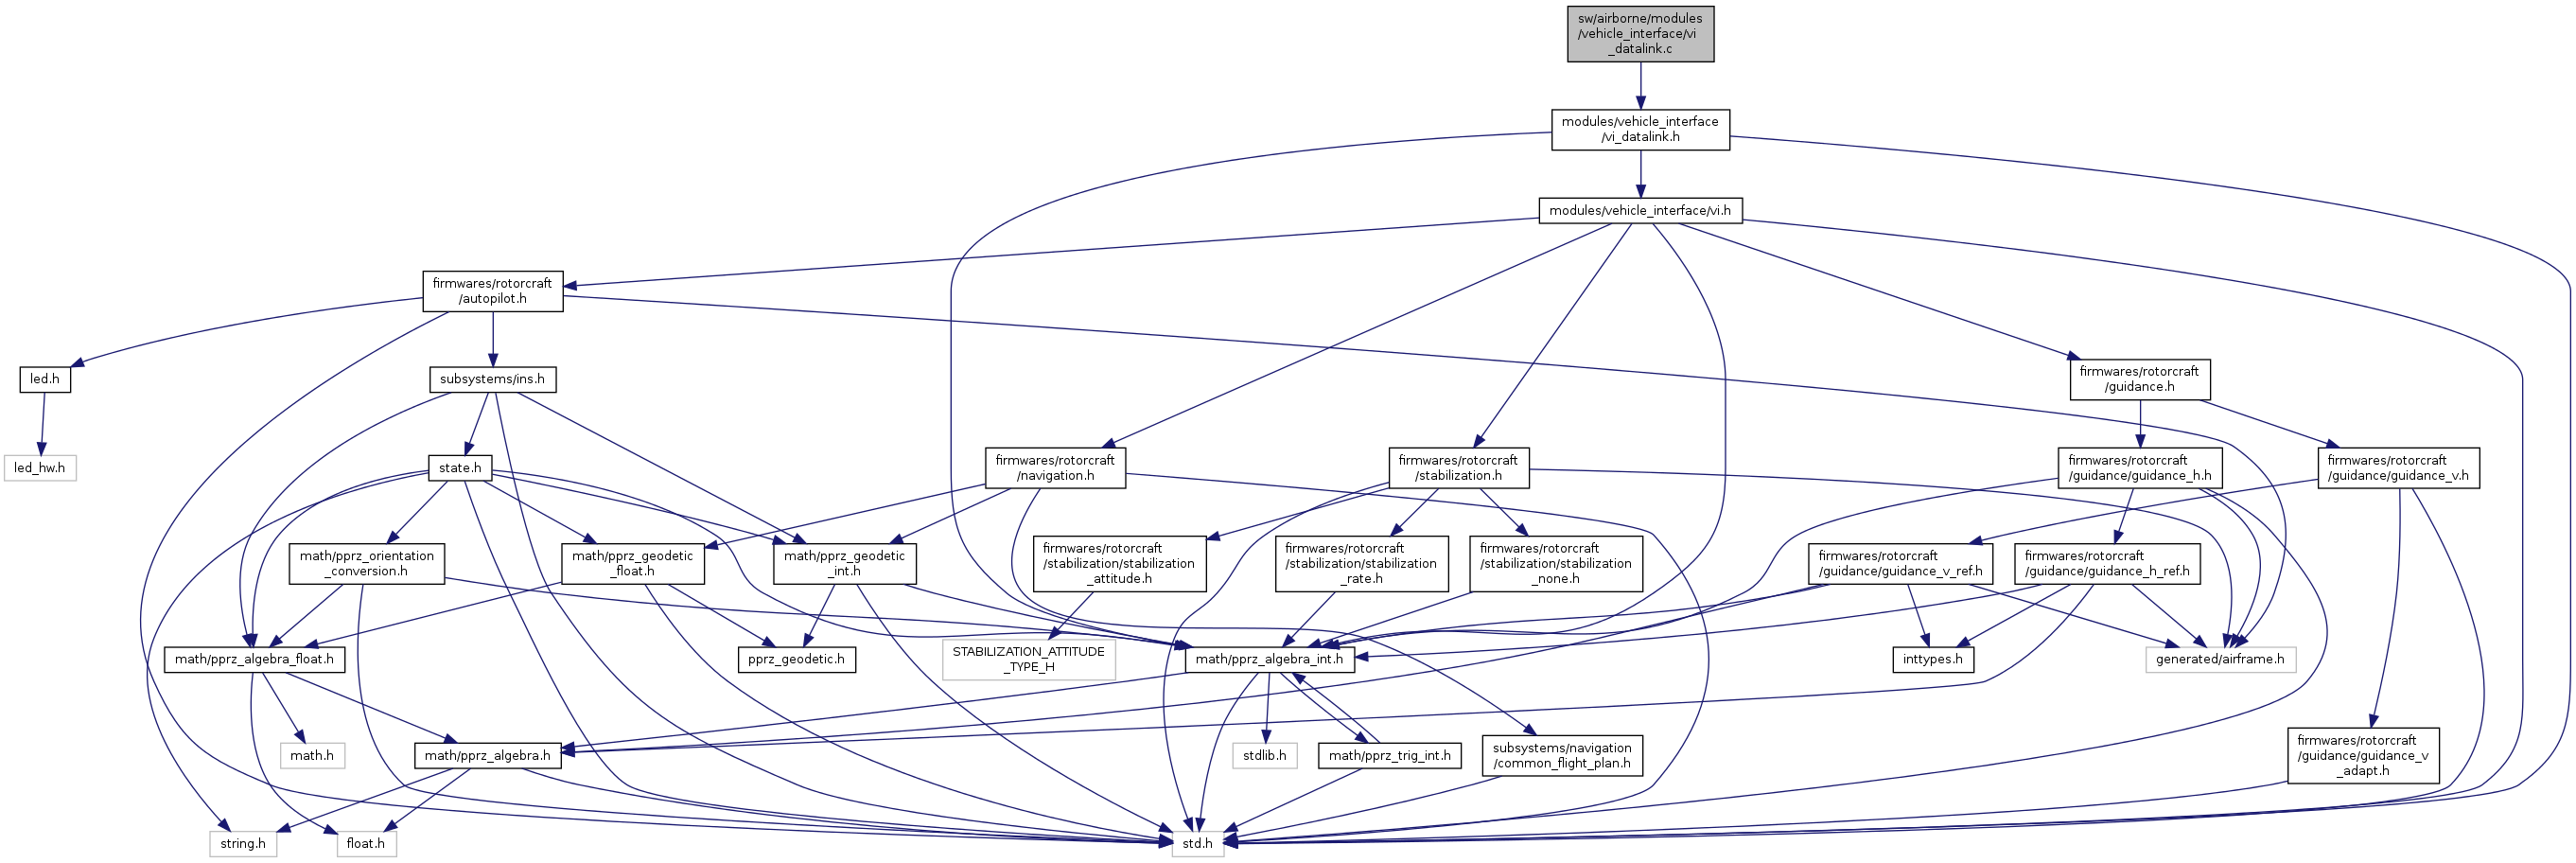 sw/airborne/modules
/vehicle_interface/vi
_datalink.c
modules/vehicle_interface
/vi_datalink.h
modules/vehicle_interface/vi.h
firmwares/rotorcraft
/autopilot.h
led.h
subsystems/ins.h
firmwares/rotorcraft
/guidance.h
led_hw.h
state.h
firmwares/rotorcraft
/navigation.h
firmwares/rotorcraft
/stabilization.h
firmwares/rotorcraft
/guidance/guidance_h.h
firmwares/rotorcraft
/guidance/guidance_v.h
math/pprz_orientation
_conversion.h
math/pprz_geodetic
_float.h
math/pprz_geodetic
_int.h
firmwares/rotorcraft
/stabilization/stabilization
_attitude.h
firmwares/rotorcraft
/stabilization/stabilization
_rate.h
firmwares/rotorcraft
/stabilization/stabilization
_none.h
firmwares/rotorcraft
/guidance/guidance_v_ref.h
firmwares/rotorcraft
/guidance/guidance_h_ref.h
math/pprz_algebra_float.h
pprz_geodetic.h
STABILIZATION_ATTITUDE
_TYPE_H
math/pprz_algebra_int.h
inttypes.h
generated/airframe.h
math.h
math/pprz_algebra.h
stdlib.h
math/pprz_trig_int.h
subsystems/navigation
/common_flight_plan.h
firmwares/rotorcraft
/guidance/guidance_v
_adapt.h
string.h
float.h
std.h